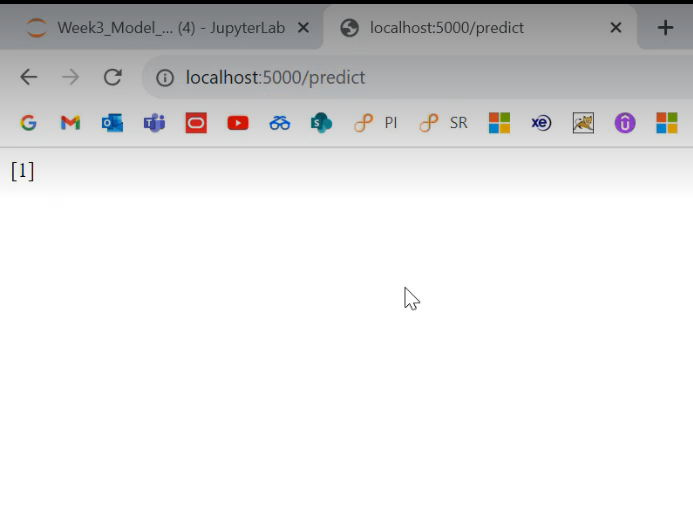 Week3_Model_... (4) - JupyterLab
localhost:5000/predict
localhost:5000/predict
PI
SR
xe
[1]